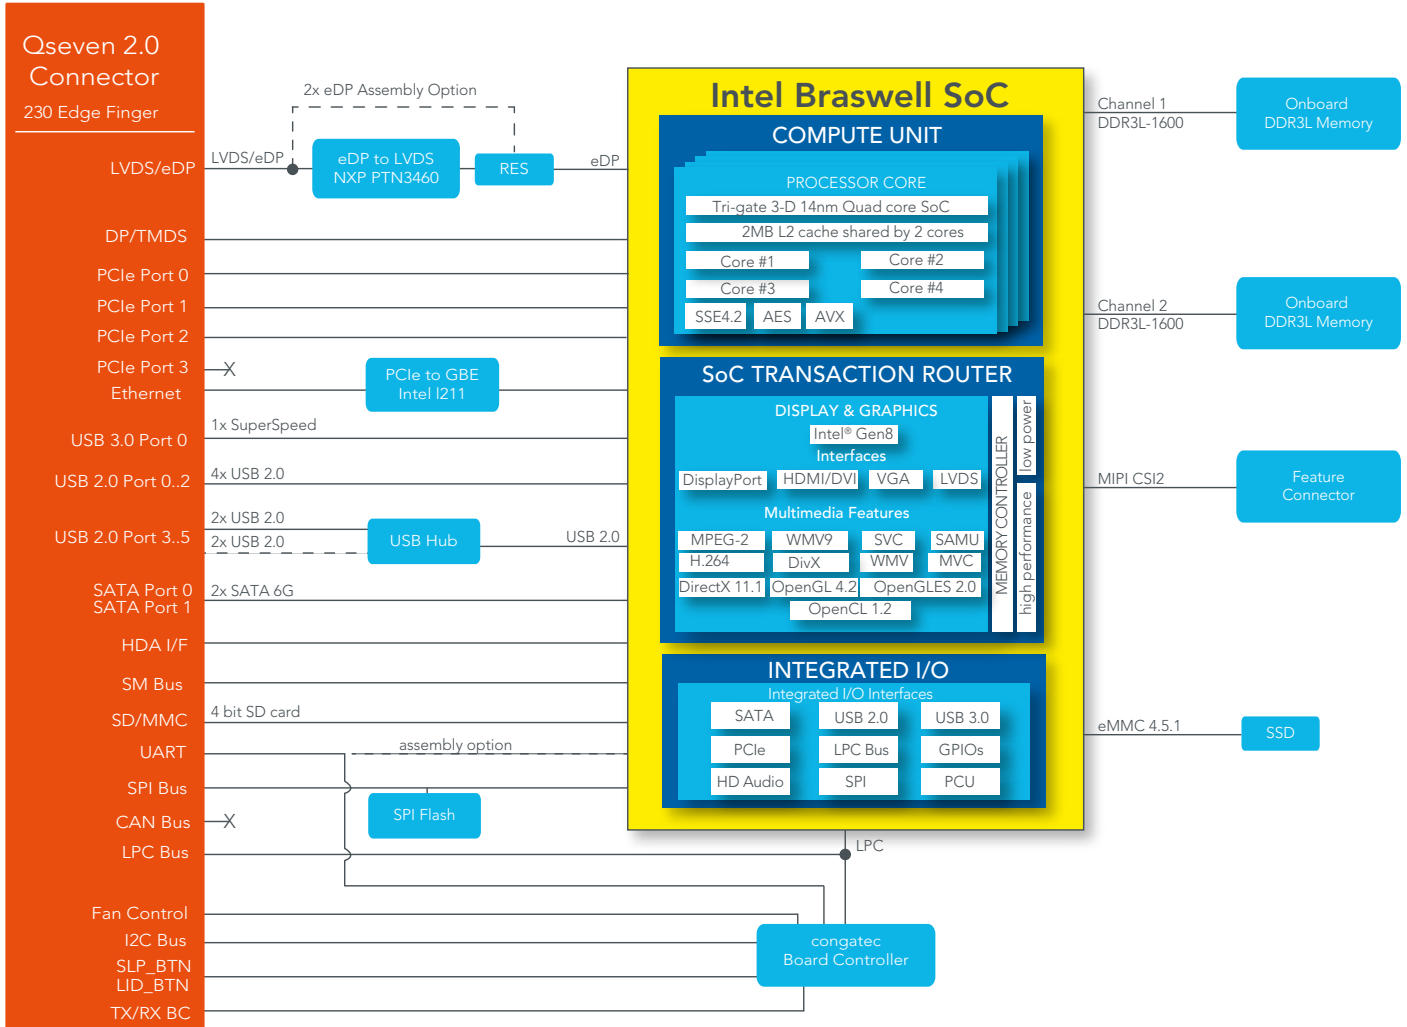 Qseven 2.0
Connector
230 Edge Finger
LVDS/eDP
DP/TMDS
PCIe Port 0
PCIe Port 1
PCIe Port 2
PCIe Port 3
Ethernet
USB 3.0 Port 0
USB 2.0 Port 0..2
USB 2.0 Port 3..5
SATA Port 0
SATA Port 1
HDA I/F
SM Bus
SD/MMC
UART
SPI Bus
CAN Bus
LPC Bus
Fan Control
I2C Bus
SLP_BTN
LID_BTN
TX/RX BC
2x eDP Assembly Option
LVDS/eDP
eDP to LVDS
NXP PTN3460
RES
eDP
X
PCIe to GBE
Intel I211
1x SuperSpeed
4x USB 2.0
2x USB 2.0
2x USB 2.0
USB Hub
USB 2.0
2x SATA 6G
4 bit SD card
assembly option
SPI Flash
X
LPC
congatec
Board Controller
Intel Braswell SoC
COMPUTE UNIT
PROCESSOR CORE
Tri-gate 3-D 14nm Quad core SoC
2MB L2 cache shared by 2 cores
Core #1
Core #2
Core #3
Core #4
SSE4.2
AES
AVX
SoC TRANSACTION ROUTER
DISPLAY & GRAPHICS
Intel® Gen8
Interfaces
DisplayPort
HDMI/DVI
VGA
LVDS
Multimedia Features
MPEG-2
WMV9
SVC
SAMU
H.264
DivX
WMV
MVC
DirectX 11.1
OpenGL 4.2
OpenGLES 2.0
OpenCL 1.2
MEMORY CONTROLLER
low power
high performance
INTEGRATED I/O
Integrated I/O Interfaces
SATA
USB 2.0
USB 3.0
PCIe
LPC Bus
GPIOs
HD Audio
SPI
PCU
Channel 1
DDR3L-1600
Onboard
DDR3L Memory
Channel 2
DDR3L-1600
Onboard
DDR3L Memory
MIPI CSI2
Feature
Connector
eMMC 4.5.1
SSD